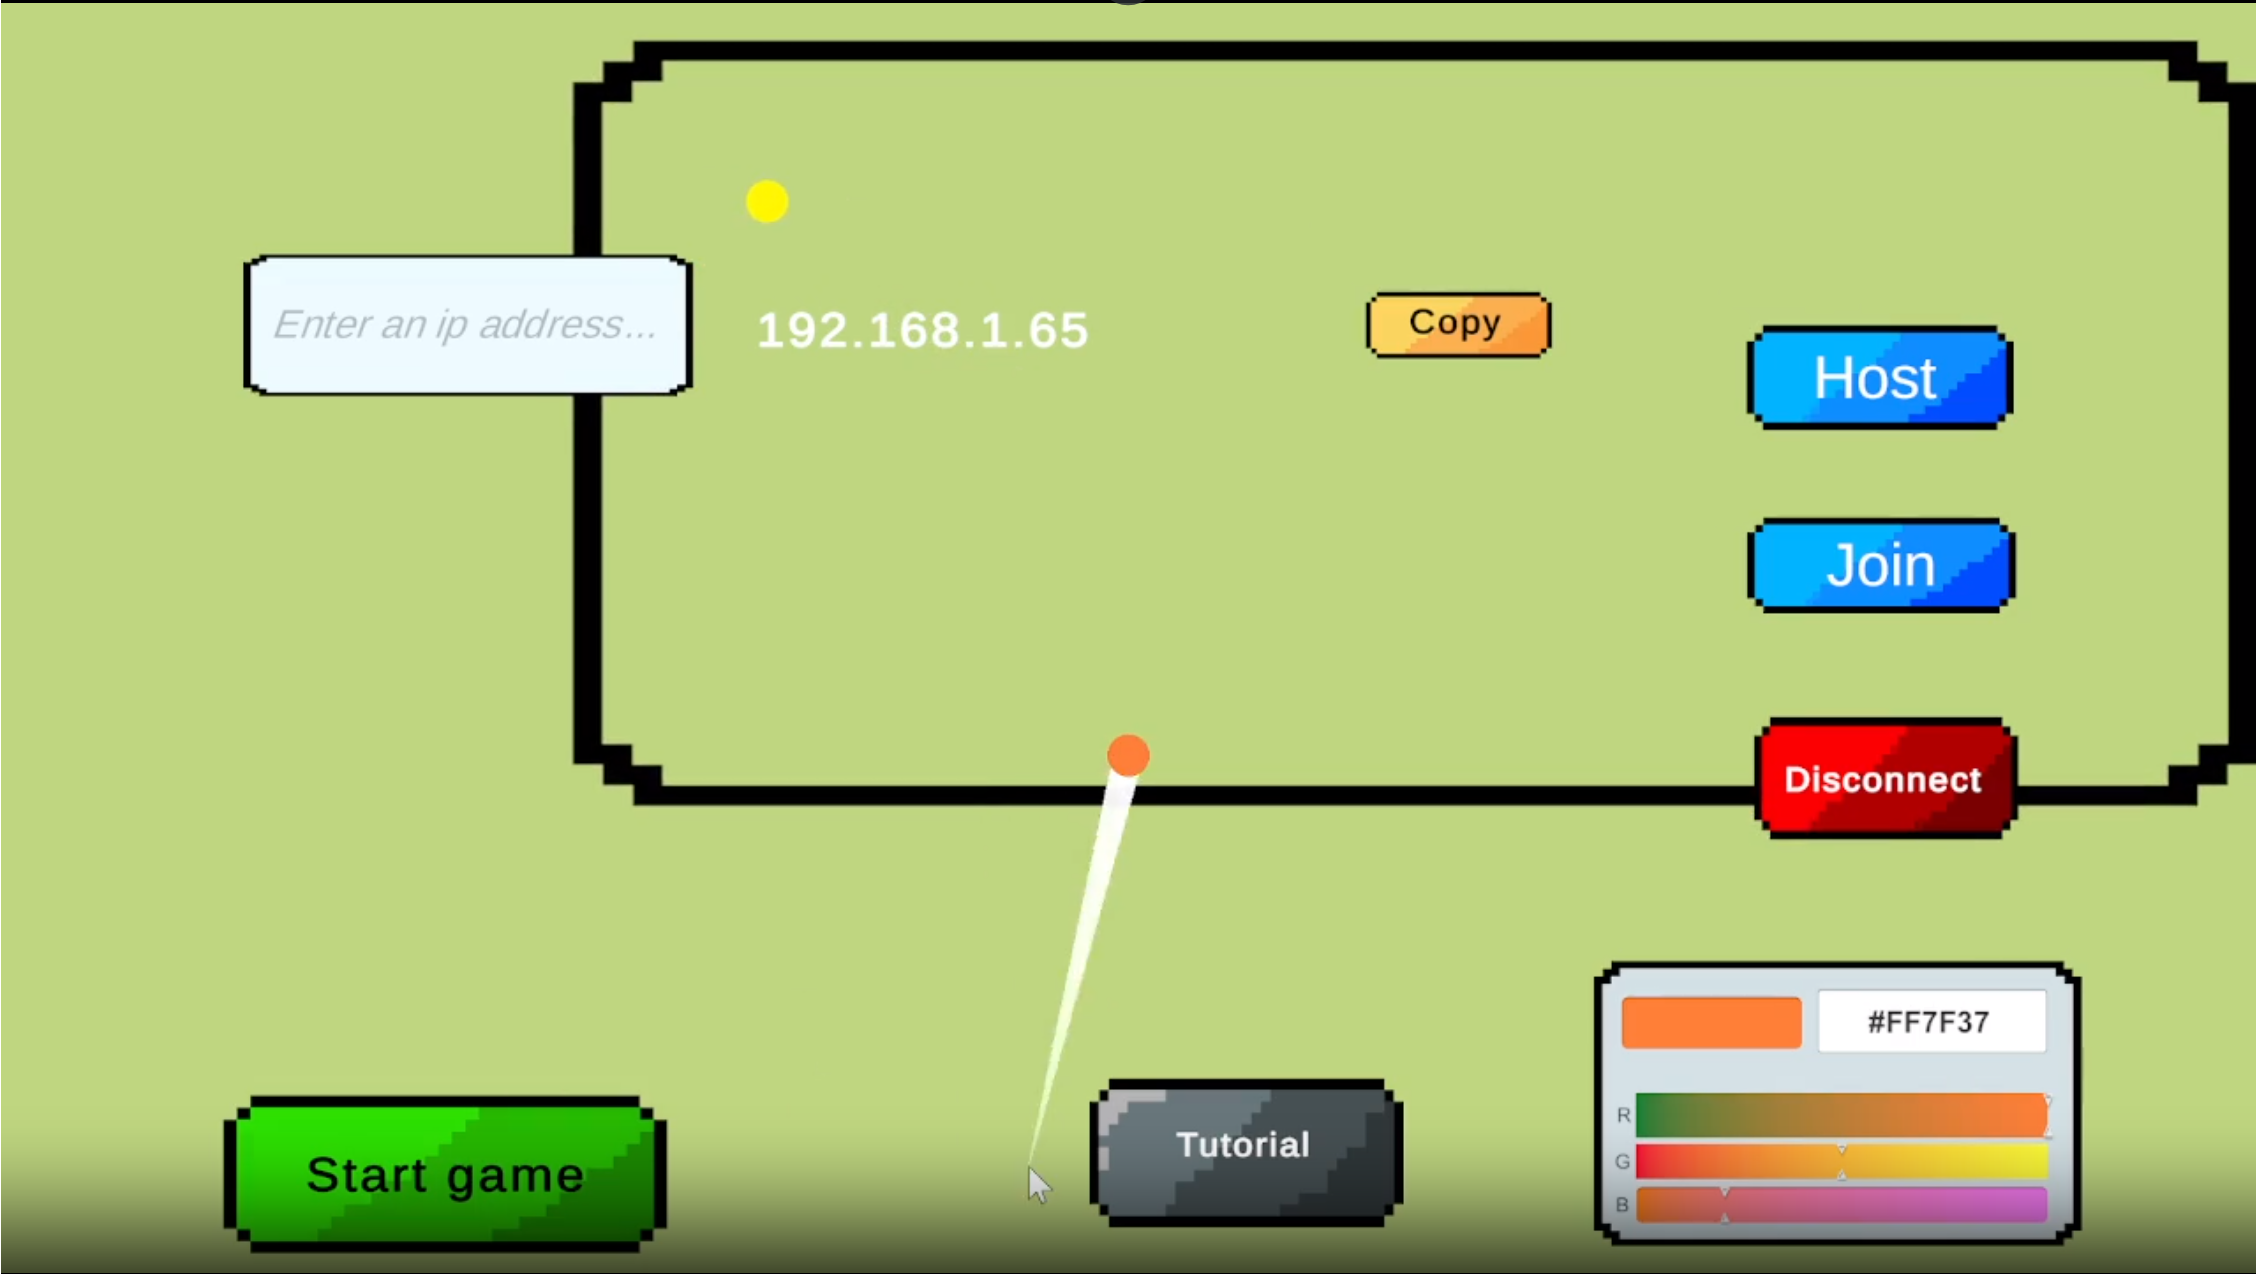 Enter an ip address...
192.168.1.65
Copy
Host
Join
Disconnect
#FF7F37
R
G
B
Start game
Tutorial